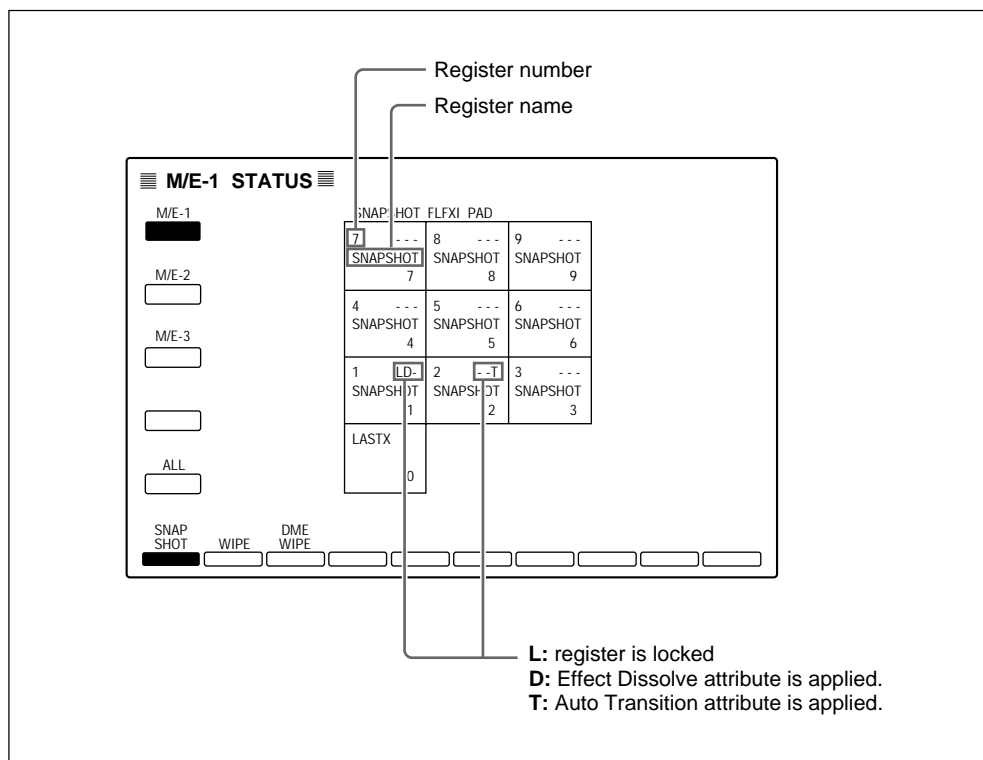 Register number
Register name
M/E-1 STATUS
M/E-1
SNAPSHOT FLFXI PAD
7 --- 8 --- 9 ---
SNAPSHOT SNAPSHOT SNAPSHOT
7 8 9
M/E-2
4 --- 5 --- 6 ---
SNAPSHOT SNAPSHOT SNAPSHOT
4 5 6
M/E-3
1 LD- 2 --T 3 ---
SNAPSHOT SNAPSHOT SNAPSHOT
1 2 3
LASTX
0
ALL
SNAP SHOT
WIPE
DME WIPE
L: register is locked
D: Effect Dissolve attribute is applied.
T: Auto Transition attribute is applied.